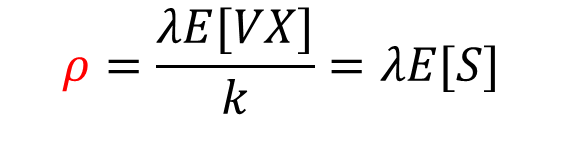 ρ = λE[VX] / k = λE[S]